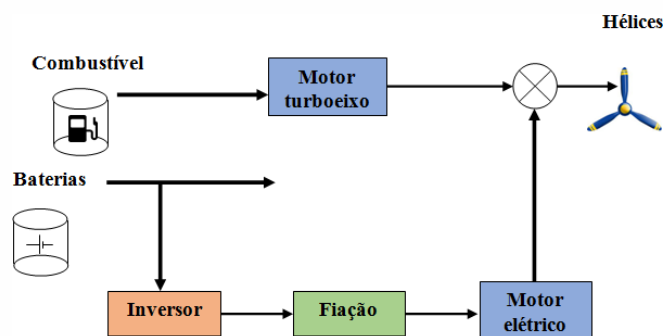 Hélices
Combustível
Motor
turboeixo
Baterias
Inversor
Fiação
Motor
elétrico